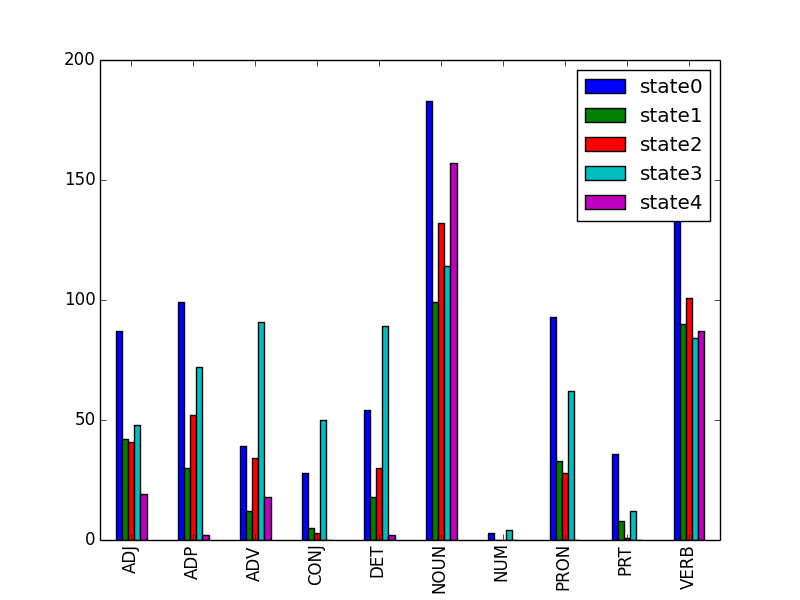 200
150
100
50
0
state0
state1
state2
state3
state4
ADJ
ADP
ADV
CONJ
DET
NOUN
NUM
PRON
PRT
VERB